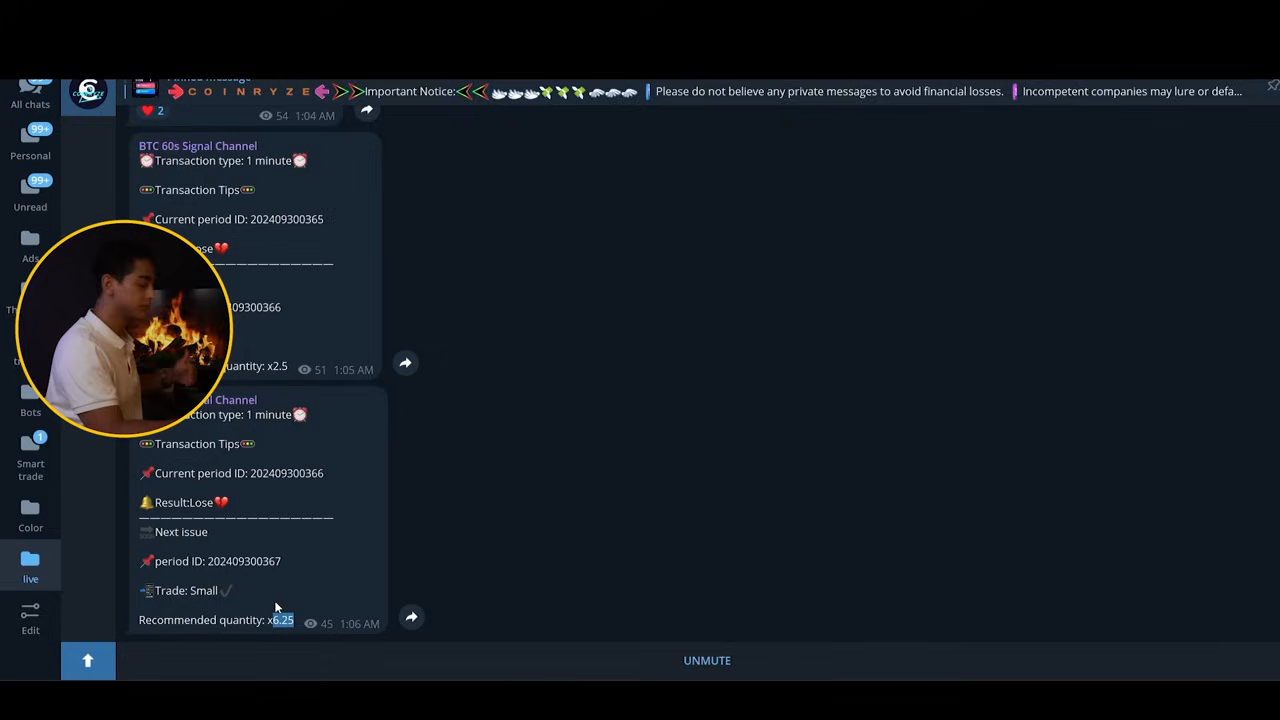 All chats
99+
Personal
99+
Unread
Ads
Bots
1
Smart
trade
Color
live
Edit
COINRYZE
Important Notice:
Please do not believe any private messages to avoid financial losses.
Incompetent companies may lure or defa...
2
54 1:04 AM
BTC 60s Signal Channel
Transaction type: 1 minute
Transaction Tips
Current period ID: 202409300365
ose
09300366
uantity: x2.5
51 1:05 AM
al Channel
ction type: 1 minute
Transaction Tips
Current period ID: 202409300366
Result:Lose
Next issue
period ID: 202409300367
Trade: Small
Recommended quantity: x6.25
45 1:06 AM
UNMUTE